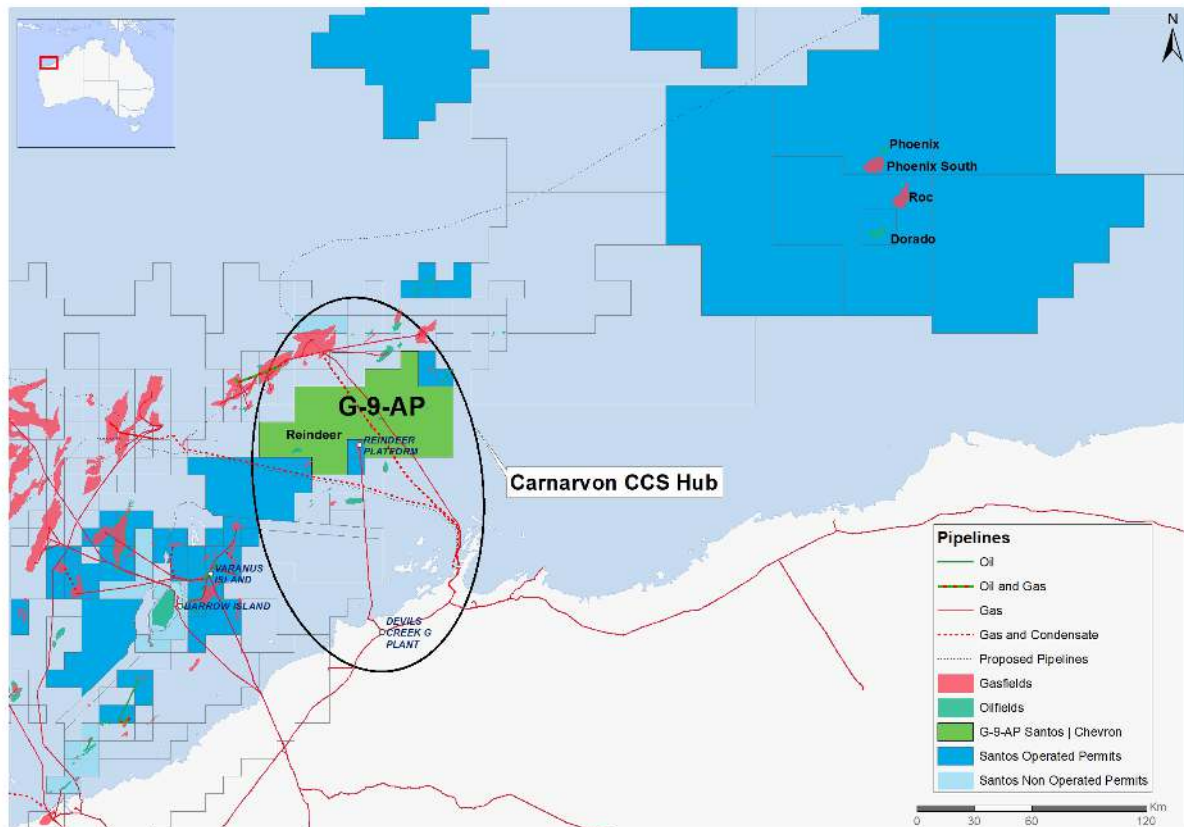 N
Phoenix
Phoenix South
Roc
Dorado
G-9-AP
Reindeer
REINDEER
PLATFORM
Carnarvon CCS Hub
VARANUS
ISLAND
BARROW ISLAND
DEVILS
CREEK G
PLANT
Pipelines
Oil
Oil and Gas
Gas
Gas and Condensate
Proposed Pipelines
Gasfields
Oilfields
G-9-AP Santos | Chevron
Santos Operated Permits
Santos Non Operated Permits
Km
0 30 60 120